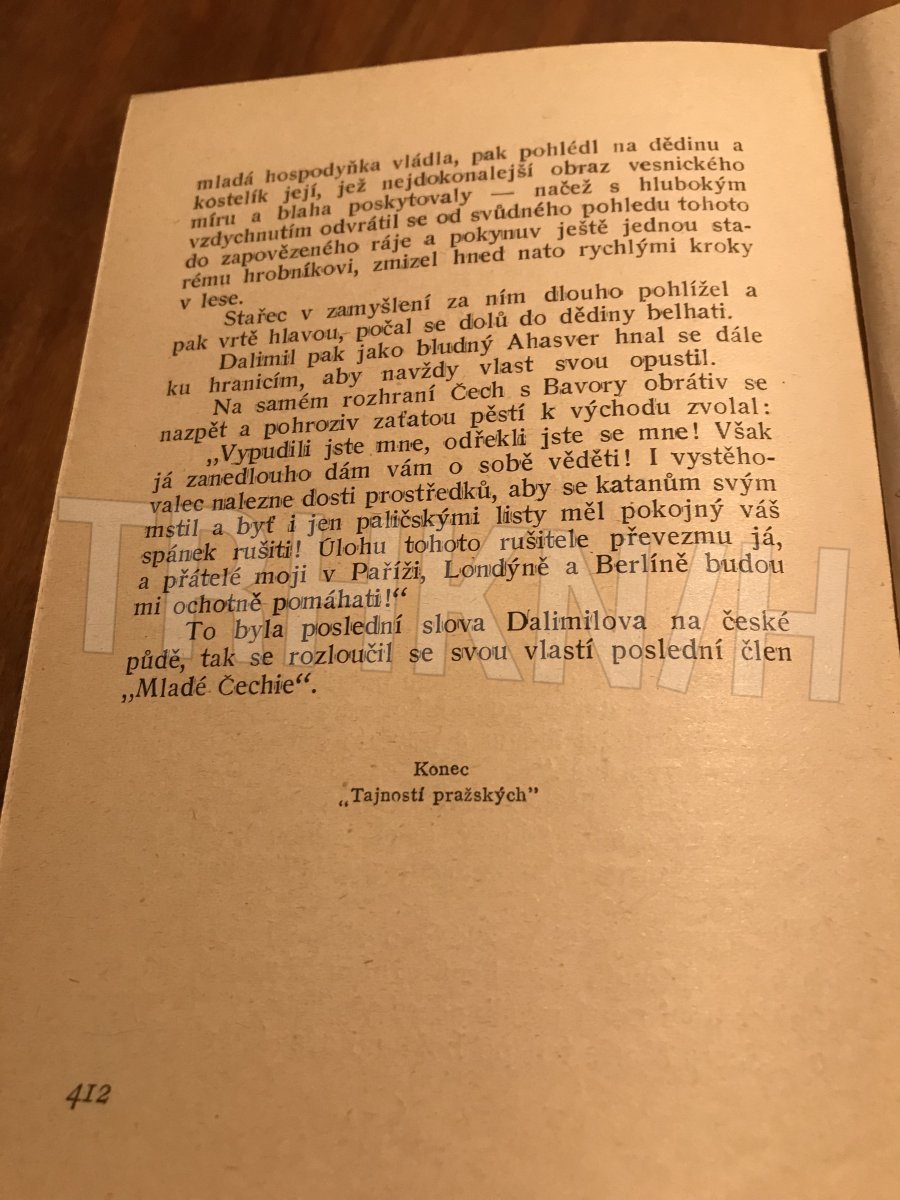 mladá hospodyňka vládla, pak pohlédl na dědinu a
kostelík její, jež nejdokonalejší obraz vesnického
míru a blaha poskytovaly — načež s hlubokým
vzdychnutím odvrátil se od svůdného pohledu tohoto
do zapovězeného ráje a pokynuv ještě jednou sta-
rému hrobníkovi, zmizel hned nato rychlými kroky
v lese.
Stařec v zamyšlení za ním dlouho pohlížel a
pak vrtě hlavou, počal se dolů do dědiny belhati.
Dalimil pak jako bludný Ahasver hnal se dále
ku hranicím, aby navždy vlast svou opustil.
Na samém rozhraní Čech s Bavory obrátiv se
nazpět a pohroziv zaťatou pěstí k východu zvolal:
„Vypudili jste mne, odřekli jste se mne! Však
já zanedlouho dám vám o sobě věděti! I vystěho-
valec nalezne dosti prostředků, aby se katanům svým
mstil a byť i jen paličskými listy měl pokojný váš
spánek rušiti! Úlohu tohoto rušitele převezmu já,
a přátelé moji v Paříži, Londýně a Berlíně budou
mi ochotně pomáhati!“
To byla poslední slova Dalimilova na české
půdě, tak se rozloučil se svou vlastí poslední člen
„Mladé Čechie“.
Konec
„Tajností pražských”
412
TRHKNIH